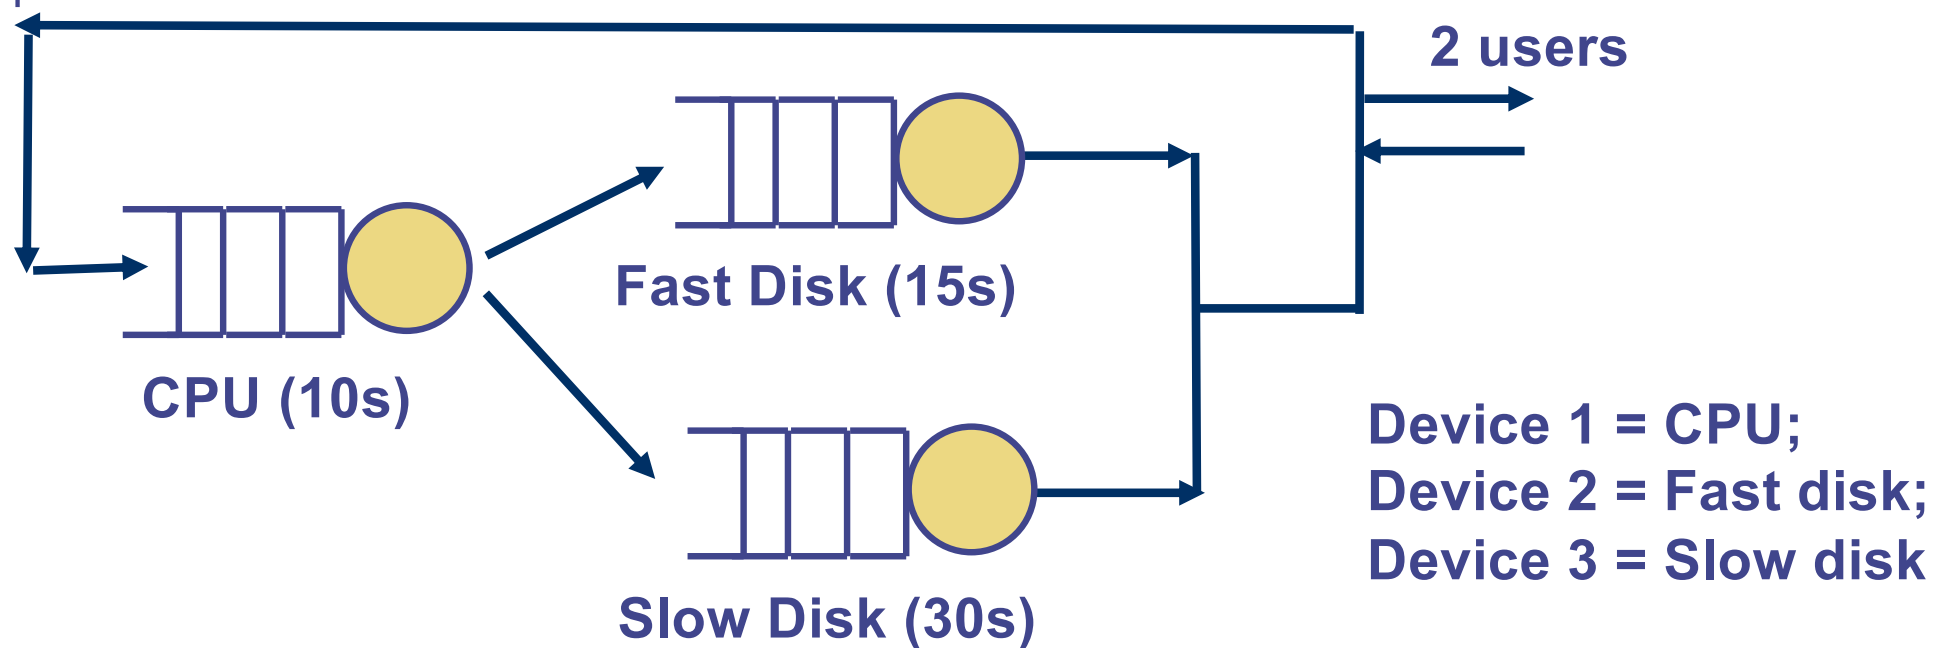 2 users
Fast Disk (15s)
CPU (10s)
Device 1 = CPU;
Device 2 = Fast disk;
Device 3 = Slow disk
Slow Disk (30s)